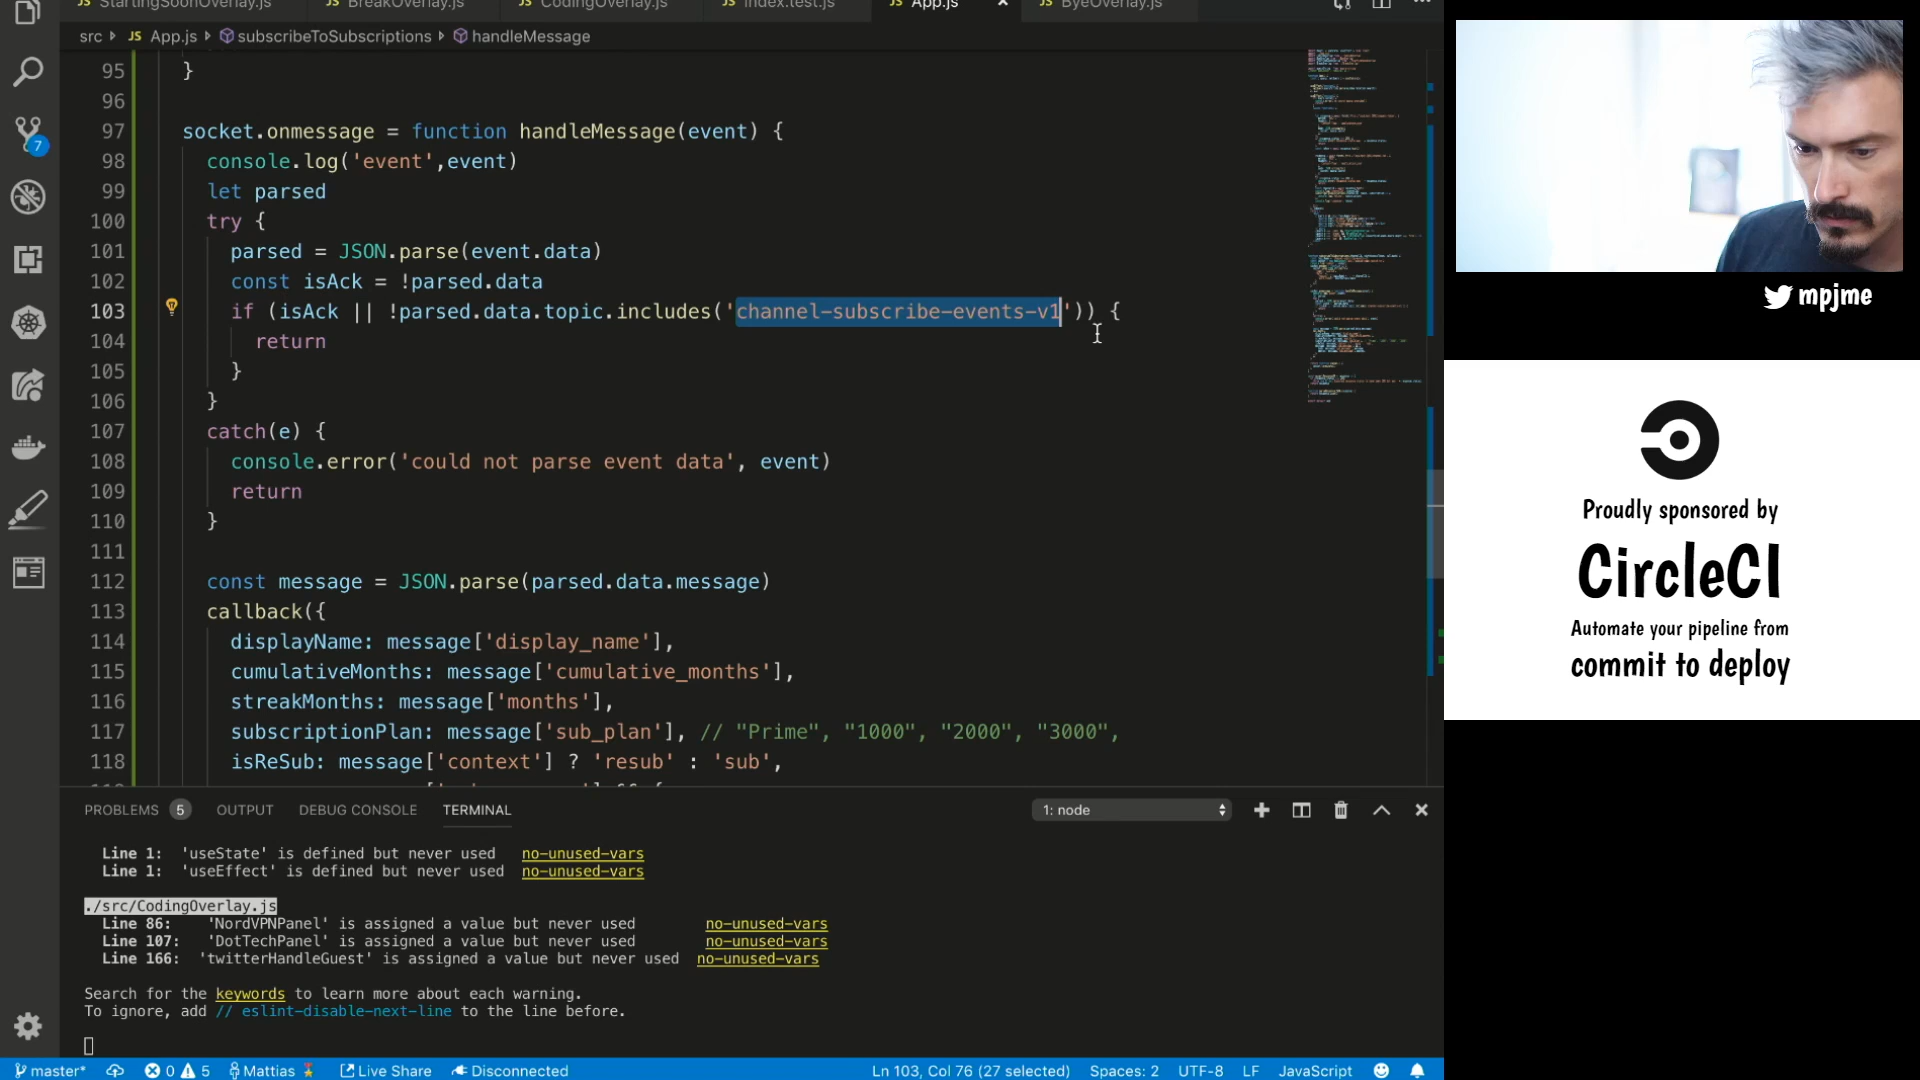 StartingSoonOverlay.js
JS BreakOverlay.js
JS CodingOverlay.js
JS index.test.js
JS App.js
JS ByeOverlay.js
src JS App.js subscribeToSubscriptions handleMessage
95 }
96
97 socket.onmessage = function handleMessage(event) {
98 console.log('event',event)
99 let parsed
100 try {
101 parsed = JSON.parse(event.data)
102 const isAck = !parsed.data
103 if (isAck || !parsed.data.topic.includes('channel-subscribe-events-v1')) {
104 return
105 }
106 }
107 catch(e) {
108 console.error('could not parse event data', event)
109 return
110 }
111
112 const message = JSON.parse(parsed.data.message)
113 callback({
114 displayName: message['display_name'],
115 cumulativeMonths: message['cumulative_months'],
116 streakMonths: message['months'],
117 subscriptionPlan: message['sub_plan'], // "Prime", "1000", "2000", "3000",
118 isReSub: message['context'] ? 'resub' : 'sub',
7
PROBLEMS 5 OUTPUT DEBUG CONSOLE TERMINAL 1: node
Line 1: 'useState' is defined but never used no-unused-vars
Line 1: 'useEffect' is defined but never used no-unused-vars
./src/CodingOverlay.js
Line 86: 'NordVPNPanel' is assigned a value but never used no-unused-vars
Line 107: 'DotTechPanel' is assigned a value but never used no-unused-vars
Line 166: 'twitterHandleGuest' is assigned a value but never used no-unused-vars
Search for the keywords to learn more about each warning.
To ignore, add // eslint-disable-next-line to the line before.
master* 0 5 Mattias Live Share Disconnected Ln 103, Col 76 (27 selected) Spaces: 2 UTF-8 LF JavaScript
mpjme
Proudly sponsored by
CircleCI
Automate your pipeline from
commit to deploy